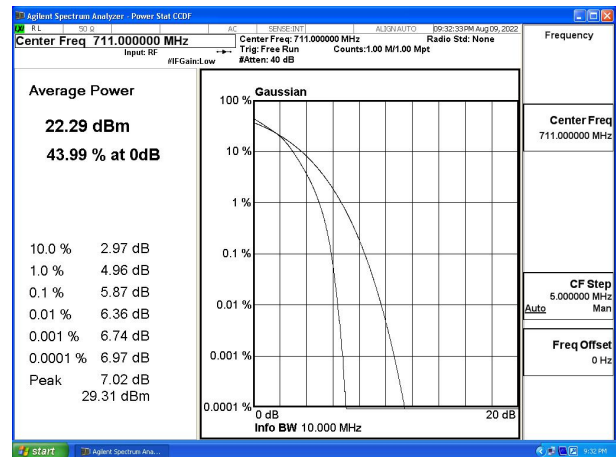 Agilent Spectrum Analyzer - Power Stat CCDF
RL 50 Ω AC SENSE:INT ALIGN AUTO 09:32:33PM Aug 09, 2022
Center Freq 711.000000 MHz
Input: RF
#IFGain:Low
Center Freq: 711.000000 MHz
Radio Std: None
Trig: Free Run Counts:1.00 M/1.00 Mpt
#Atten: 40 dB
Average Power
22.29 dBm
43.99 % at 0dB
10.0 % 2.97 dB
1.0 % 4.96 dB
0.1 % 5.87 dB
0.01 % 6.36 dB
0.001 % 6.74 dB
0.0001 % 6.97 dB
Peak 7.02 dB
29.31 dBm
Gaussian
100 %
10 %
1 %
0.1 %
0.01 %
0.001 %
0.0001 %
0 dB 20 dB
Info BW 10.000 MHz
Frequency
Center Freq
711.000000 MHz
CF Step
5.000000 MHz
Auto Man
Freq Offset
0 Hz
start Agilent Spectrum Ana... 9:32 PM